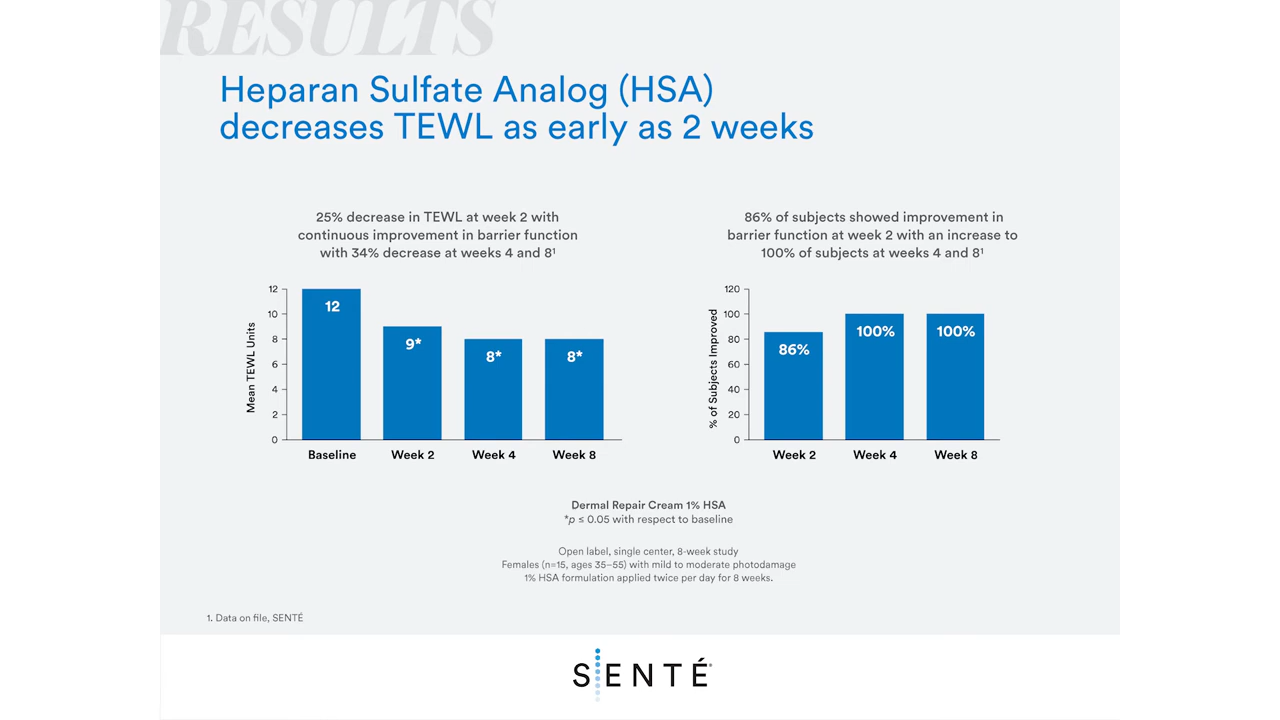 RESULTS
Heparan Sulfate Analog (HSA)
decreases TEWL as early as 2 weeks
25% decrease in TEWL at week 2 with
continuous improvement in barrier function
with 34% decrease at weeks 4 and 8¹
12
10
8
6
4
2
0
Mean TEWL Units
12
9*
8*
8*
Baseline
Week 2
Week 4
Week 8
86% of subjects showed improvement in
barrier function at week 2 with an increase to
100% of subjects at weeks 4 and 8¹
120
100
80
60
40
20
0
% of Subjects Improved
86%
100%
100%
Week 2
Week 4
Week 8
Dermal Repair Cream 1% HSA
*p ≤ 0.05 with respect to baseline
Open label, single center, 8-week study
Females (n=15, ages 35–55) with mild to moderate photodamage
1% HSA formulation applied twice per day for 8 weeks.
1. Data on file, SENTÉ
SENTÉ